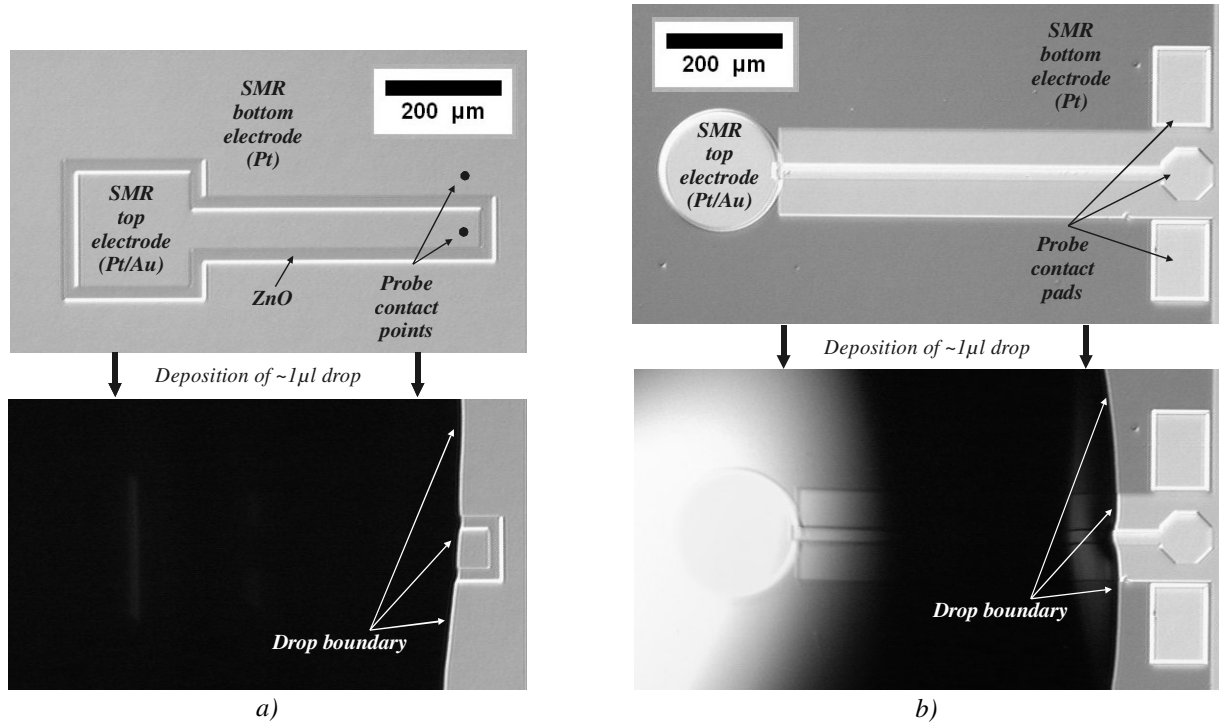 SMR
bottom
electrode
(Pt)
200 µm
SMR
top
electrode
(Pt/Au)
ZnO
Probe
contact
points
Deposition of ~1µl drop
Drop boundary
a)
200 µm
SMR
bottom
electrode
(Pt)
SMR
top
electrode
(Pt/Au)
Probe
contact
pads
Deposition of ~1µl drop
Drop boundary
b)